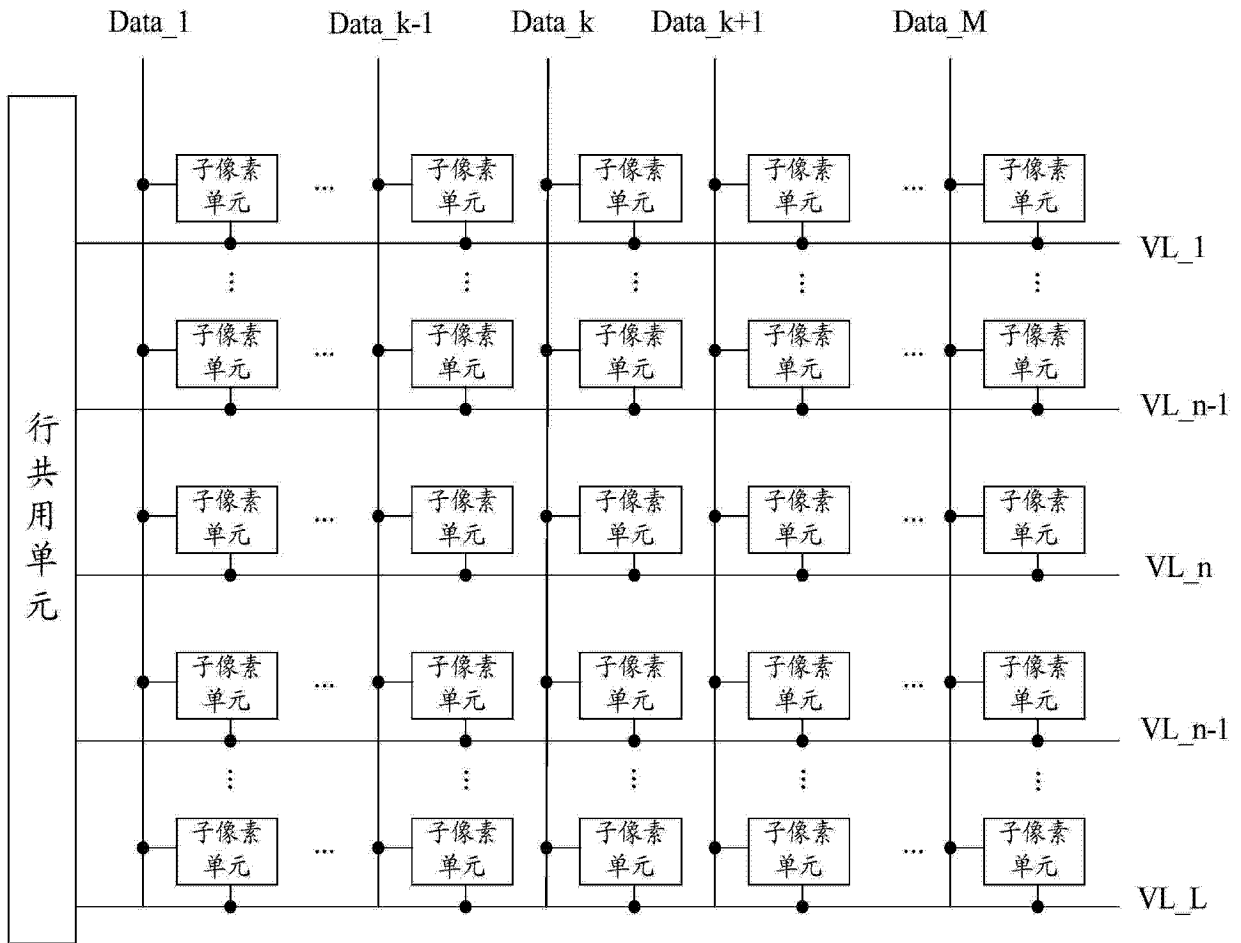 Data_1 Data_k-1 Data_k Data_k+1 Data_M
子像素 ... 子像素 子像素 子像素 ... 子像素
单元 单元 单元 单元 单元
VL_1
子像素 ... 子像素 子像素 子像素 ... 子像素
单元 单元 单元 单元 单元
VL_n-1
行共用单元
子像素 ... 子像素 子像素 子像素 ... 子像素
单元 单元 单元 单元 单元
VL_n
子像素 ... 子像素 子像素 子像素 ... 子像素
单元 单元 单元 单元 单元
VL_n-1
子像素 ... 子像素 子像素 子像素 ... 子像素
单元 单元 单元 单元 单元
VL_L